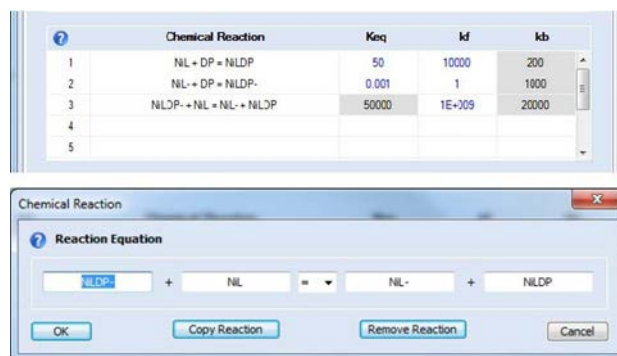 Chemical Reaction Keq kf kb
1 NiL + DP = NiLDP 50 10000 200
2 NiL- + DP = NiLDP- 0.001 1 1000
3 NiLDP- + NiL = NiL- + NiLDP 50000 1E+009 20000
4
5
Chemical Reaction
Reaction Equation
NiLDP- + NiL = NiL- + NiLDP
OK Copy Reaction Remove Reaction Cancel